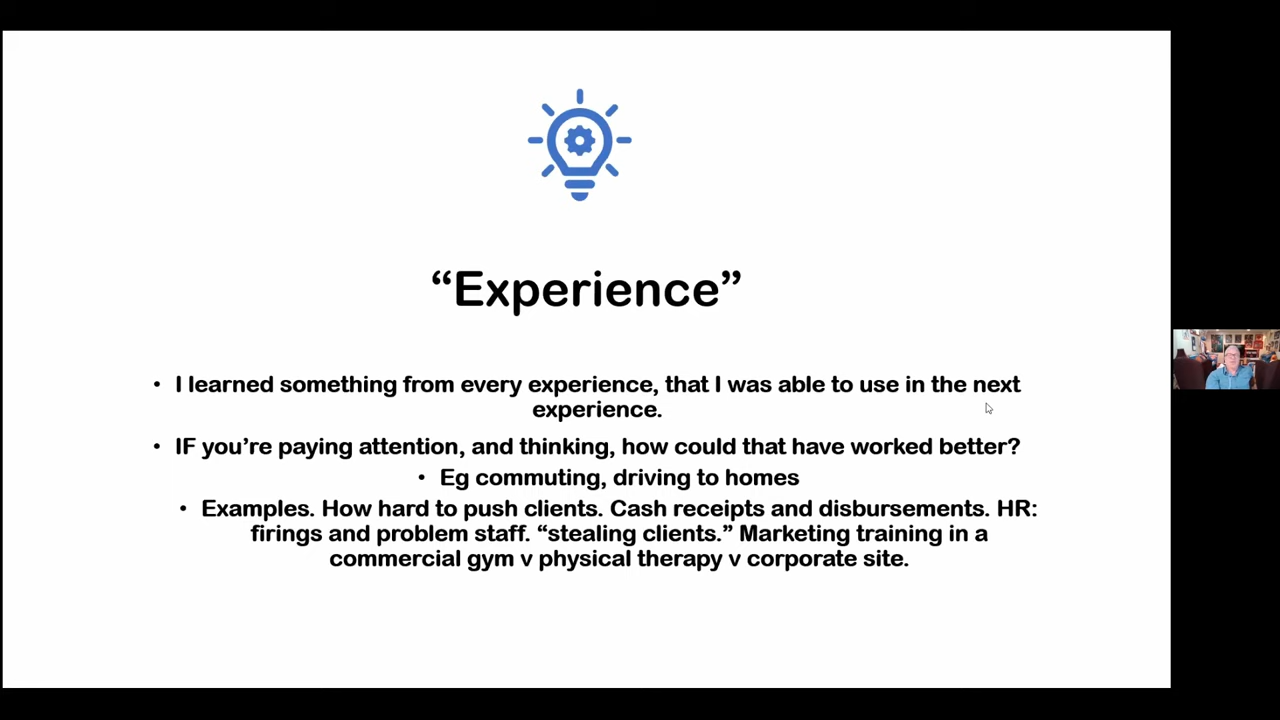 “Experience”
• I learned something from every experience, that I was able to use in the next
experience.
• IF you’re paying attention, and thinking, how could that have worked better?
• Eg commuting, driving to homes
• Examples. How hard to push clients. Cash receipts and disbursements. HR:
firings and problem staff. “stealing clients.” Marketing training in a
commercial gym v physical therapy v corporate site.